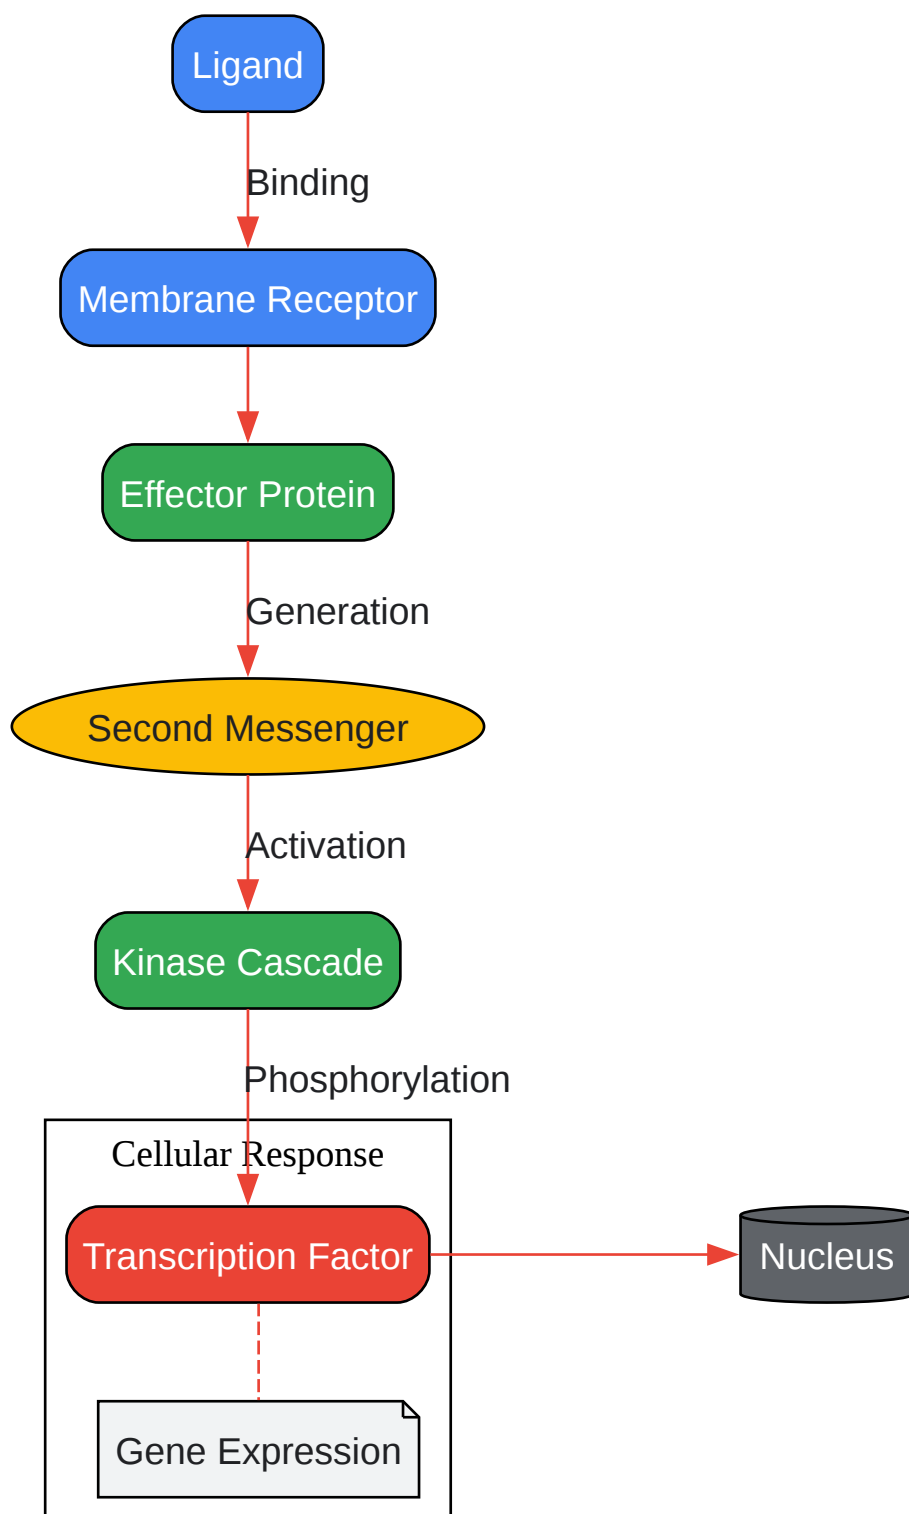 Ligand
Binding
Membrane Receptor
Effector Protein
Generation
Second Messenger
Activation
Kinase Cascade
Phosphorylation
Cellular Response
Transcription Factor
Nucleus
Gene Expression